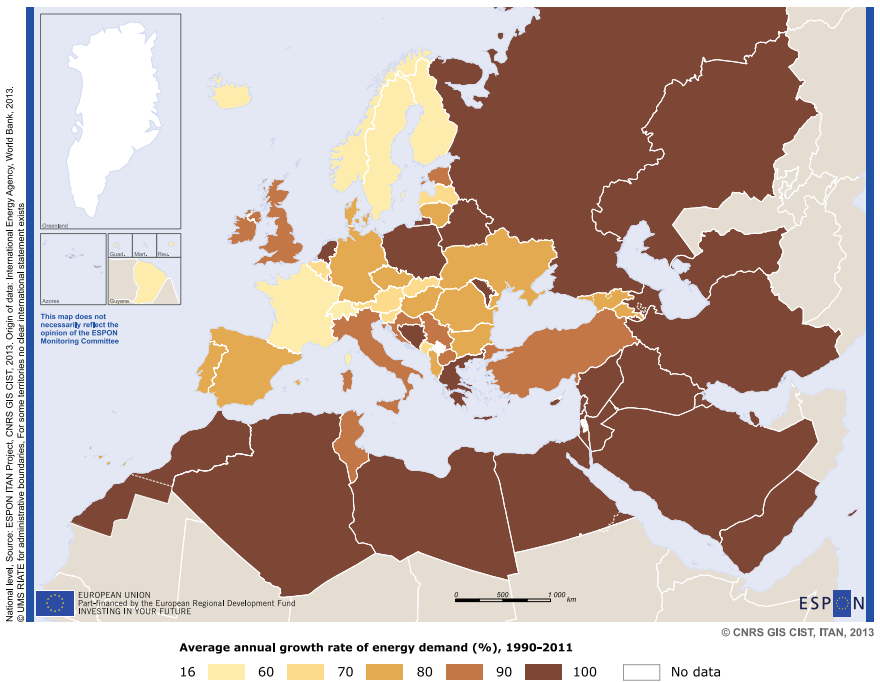 Greenland
Azores
Guad.
Mart.
Reu.
Guyane
This map does not
necessarily reflect the
opinion of the ESPON
Monitoring Committee
National level, Source: ESPON ITAN Project, CNRS GIS CIST, 2013. Origin of data: International Energy Agency, World Bank, 2013.
© UMS RIATE for administrative boundaries. For some territories no clear international statement exists
EUROPEAN UNION
Part-financed by the European Regional Development Fund
INVESTING IN YOUR FUTURE
0 500 1 000
km
ESPON
© CNRS GIS CIST, ITAN, 2013
Average annual growth rate of energy demand (%), 1990-2011
16 60 70 80 90 100 No data